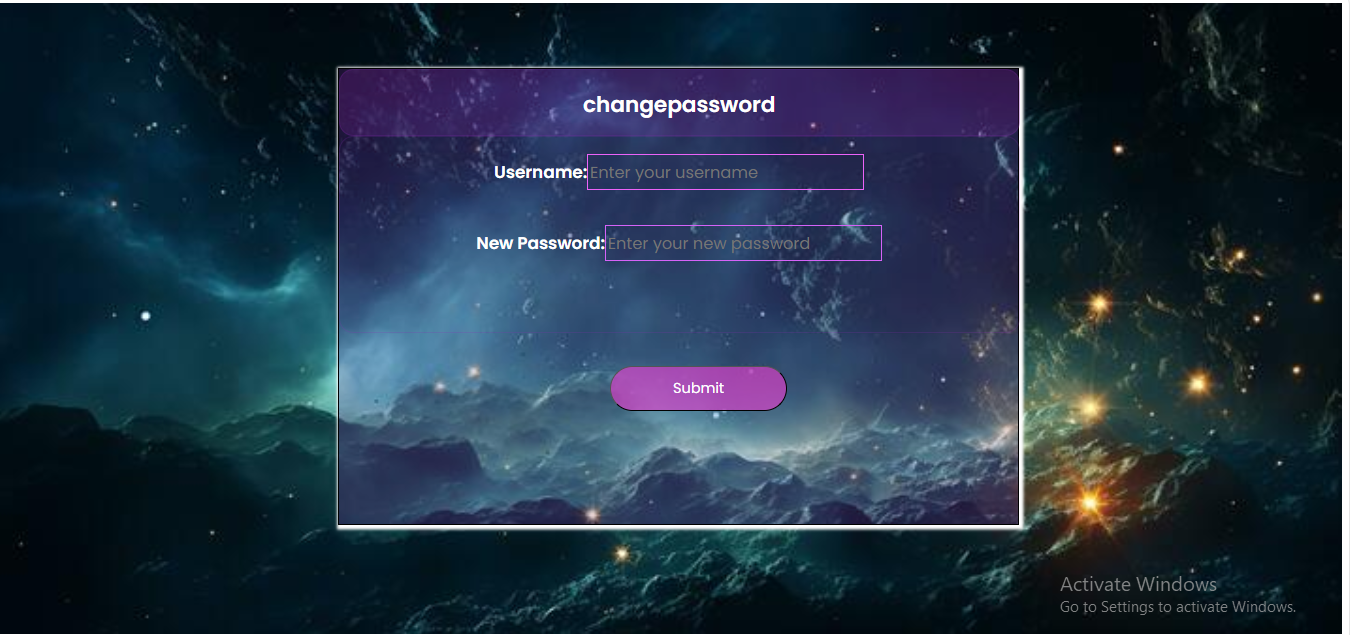 changepassword
Username: Enter your username
New Password: Enter your new password
Submit
Activate Windows
Go to Settings to activate Windows.